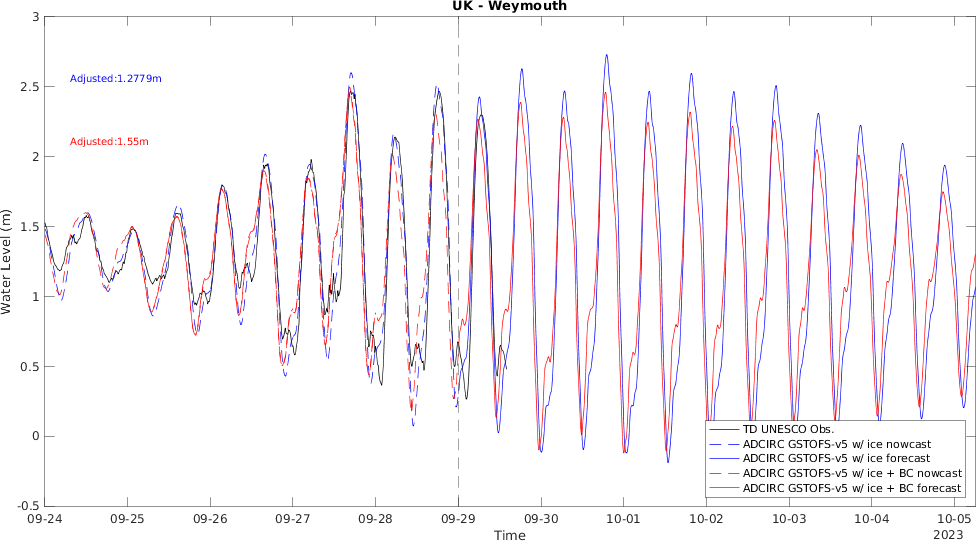 UK - Weymouth
3
2.5
2
1.5
1
0.5
0
-0.5
Water Level (m)
Adjusted:1.2779m
Adjusted:1.55m
TD UNESCO Obs.
ADCIRC GSTOFS-v5 w/ ice nowcast
ADCIRC GSTOFS-v5 w/ ice forecast
ADCIRC GSTOFS-v5 w/ ice + BC nowcast
ADCIRC GSTOFS-v5 w/ ice + BC forecast
09-24 09-25 09-26 09-27 09-28 09-29 09-30 10-01 10-02 10-03 10-04 10-05
Time
2023